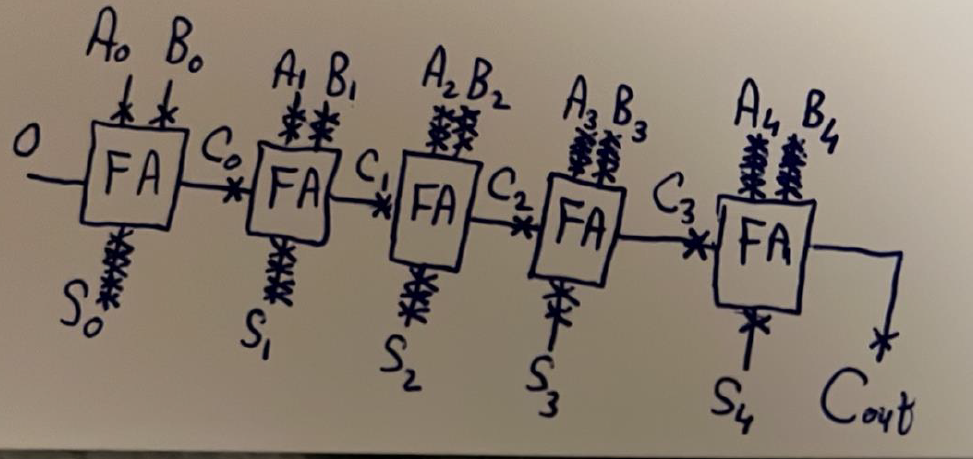 A₀ B₀
A₁ B₁
A₂ B₂
A₃ B₃
A₄ B₄
0 FA C₀ FA C₁ FA C₂ FA C₃ FA
S₀
S₁
S₂
S₃
S₄
Cout